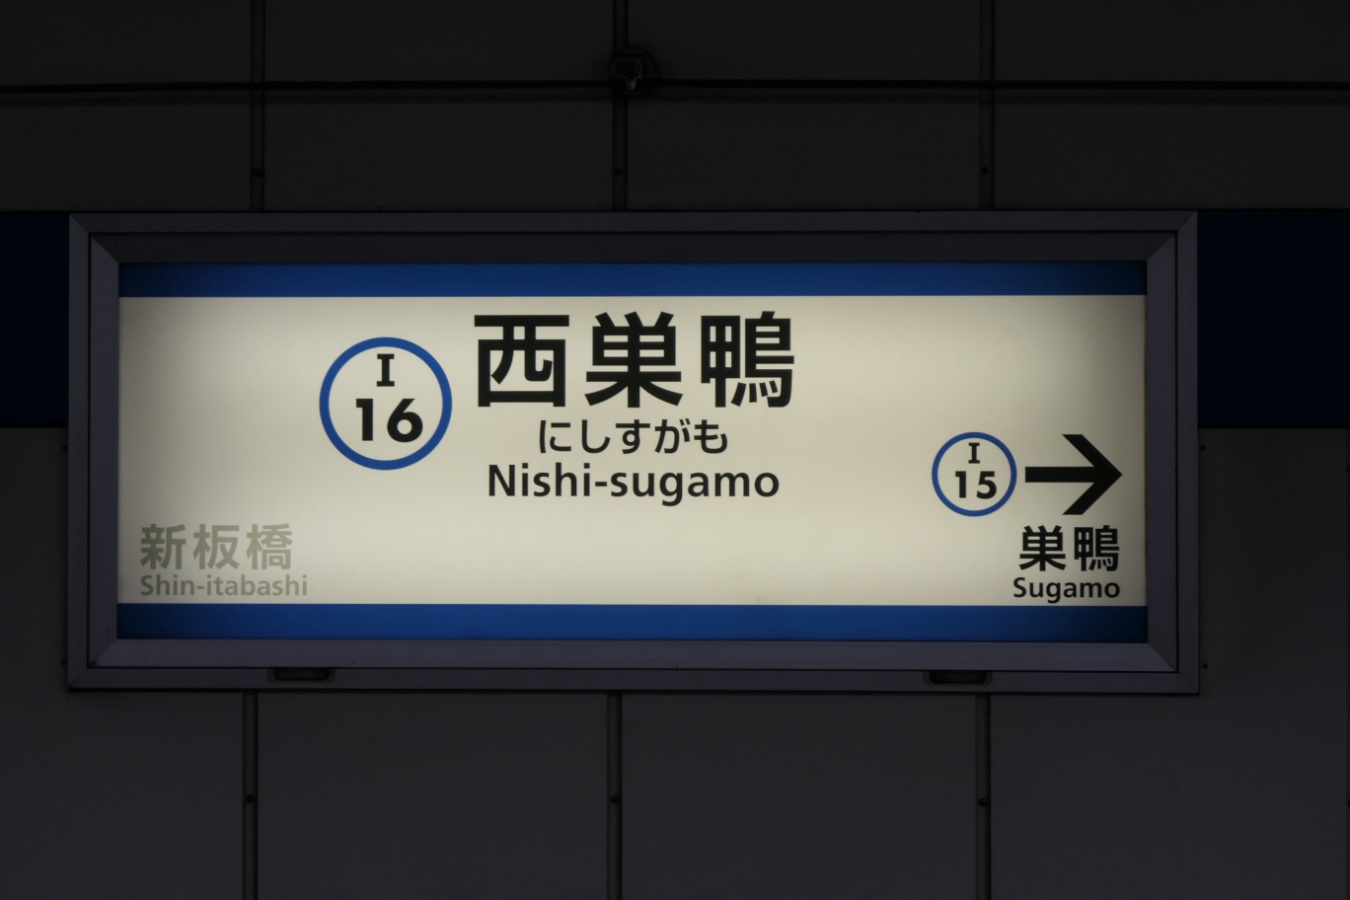 I
16
西巣鴨
にしすがも
Nishi-sugamo
I
15
→
新板橋
Shin-itabashi
巣鴨
Sugamo